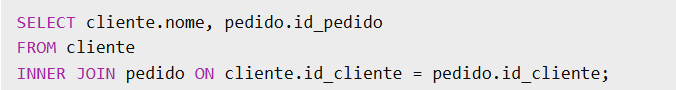 SELECT cliente.nome, pedido.id_pedido
FROM cliente
INNER JOIN pedido ON cliente.id_cliente = pedido.id_cliente;